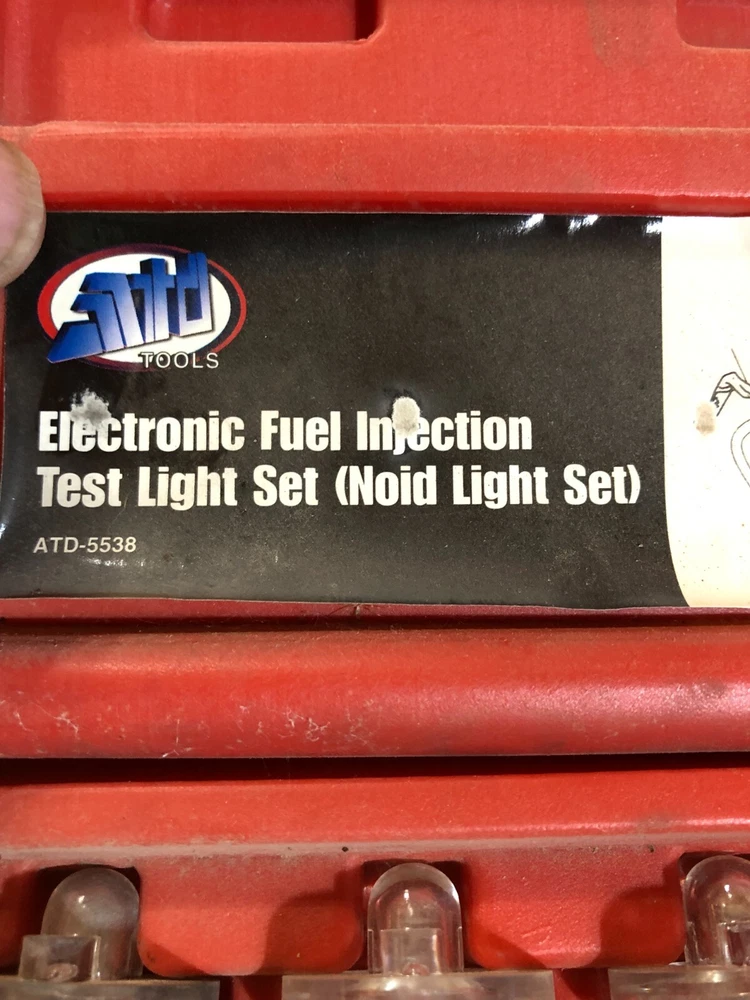 Atd
TOOLS
Electronic Fuel Injection
Test Light Set (Noid Light Set)
ATD-5538